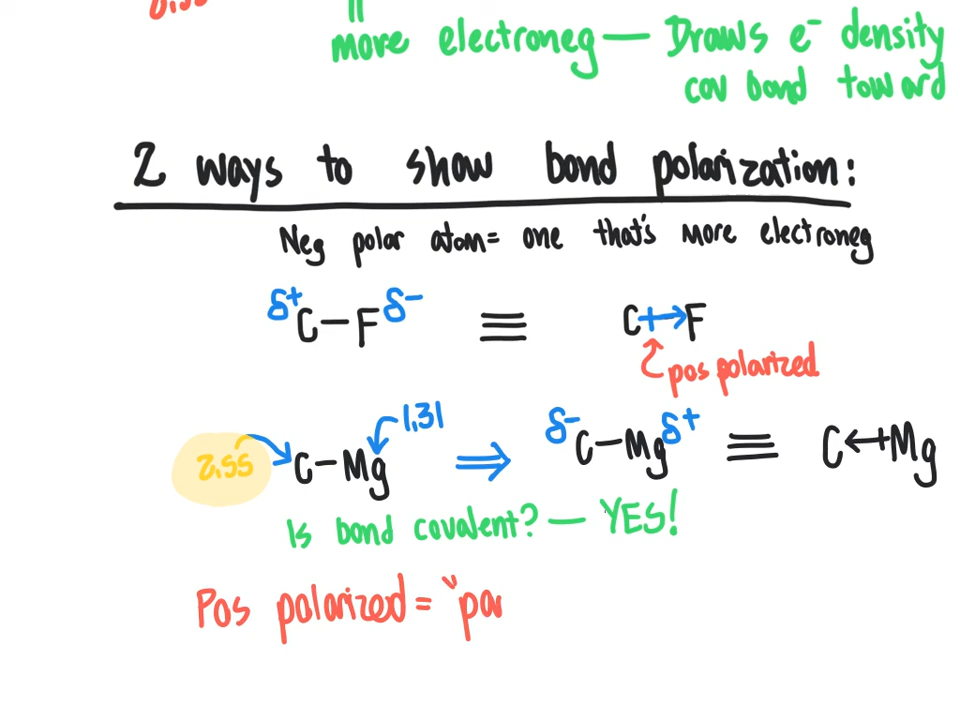 more electroneg — Draws e⁻ density
cov bond toward
2 ways to show bond polarization:
Neg polar atom = one that's more electroneg
δ⁺C–Fδ⁻ ≡ C+→F
pos polarized
1.31
2.55 C–Mg ⇒ δ⁻C–Mgδ⁺ ≡ C←+Mg
Is bond covalent? — YES!
Pos polarized = "par